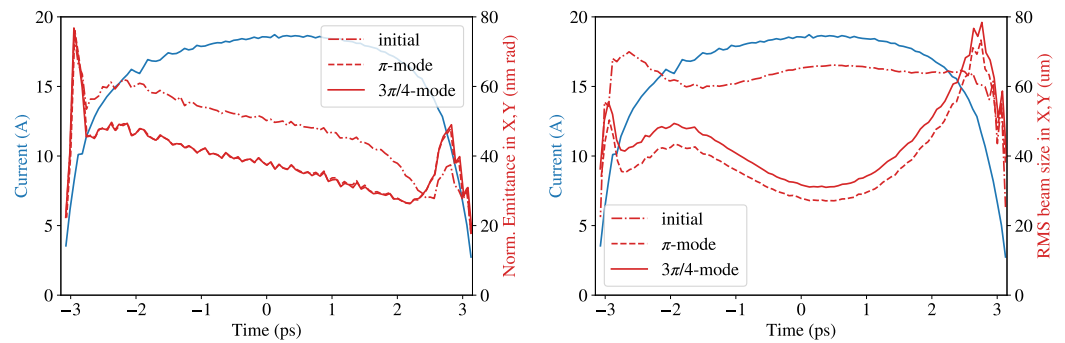 20
15
10
5
0
Current (A)
−3
−2
−1
0
1
2
3
Time (ps)
80
60
40
20
0
Norm. Emittance in X,Y (nm rad)
initial
π-mode
3π/4-mode
20
15
10
5
0
Current (A)
−3
−2
−1
0
1
2
3
Time (ps)
80
60
40
20
0
RMS beam size in X,Y (um)
initial
π-mode
3π/4-mode